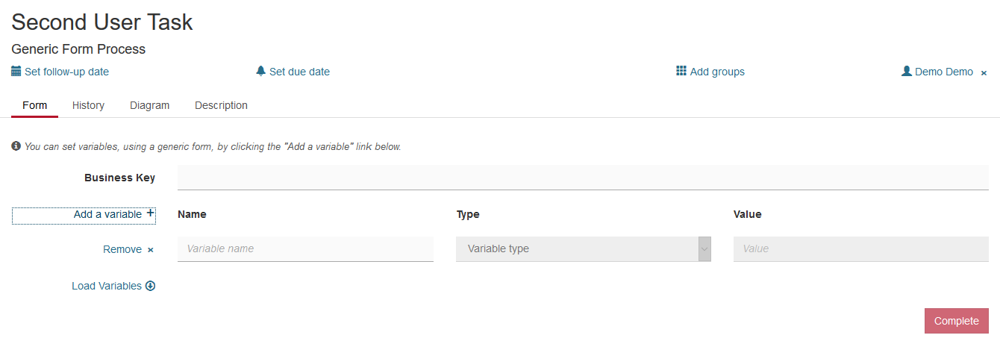 Second User Task
Generic Form Process
Set follow-up date Set due date Add groups Demo Demo ×
Form History Diagram Description
You can set variables, using a generic form, by clicking the "Add a variable" link below.
Business Key
Add a variable + Name Type Value
Remove × Variable name Variable type Value
Load Variables
Complete